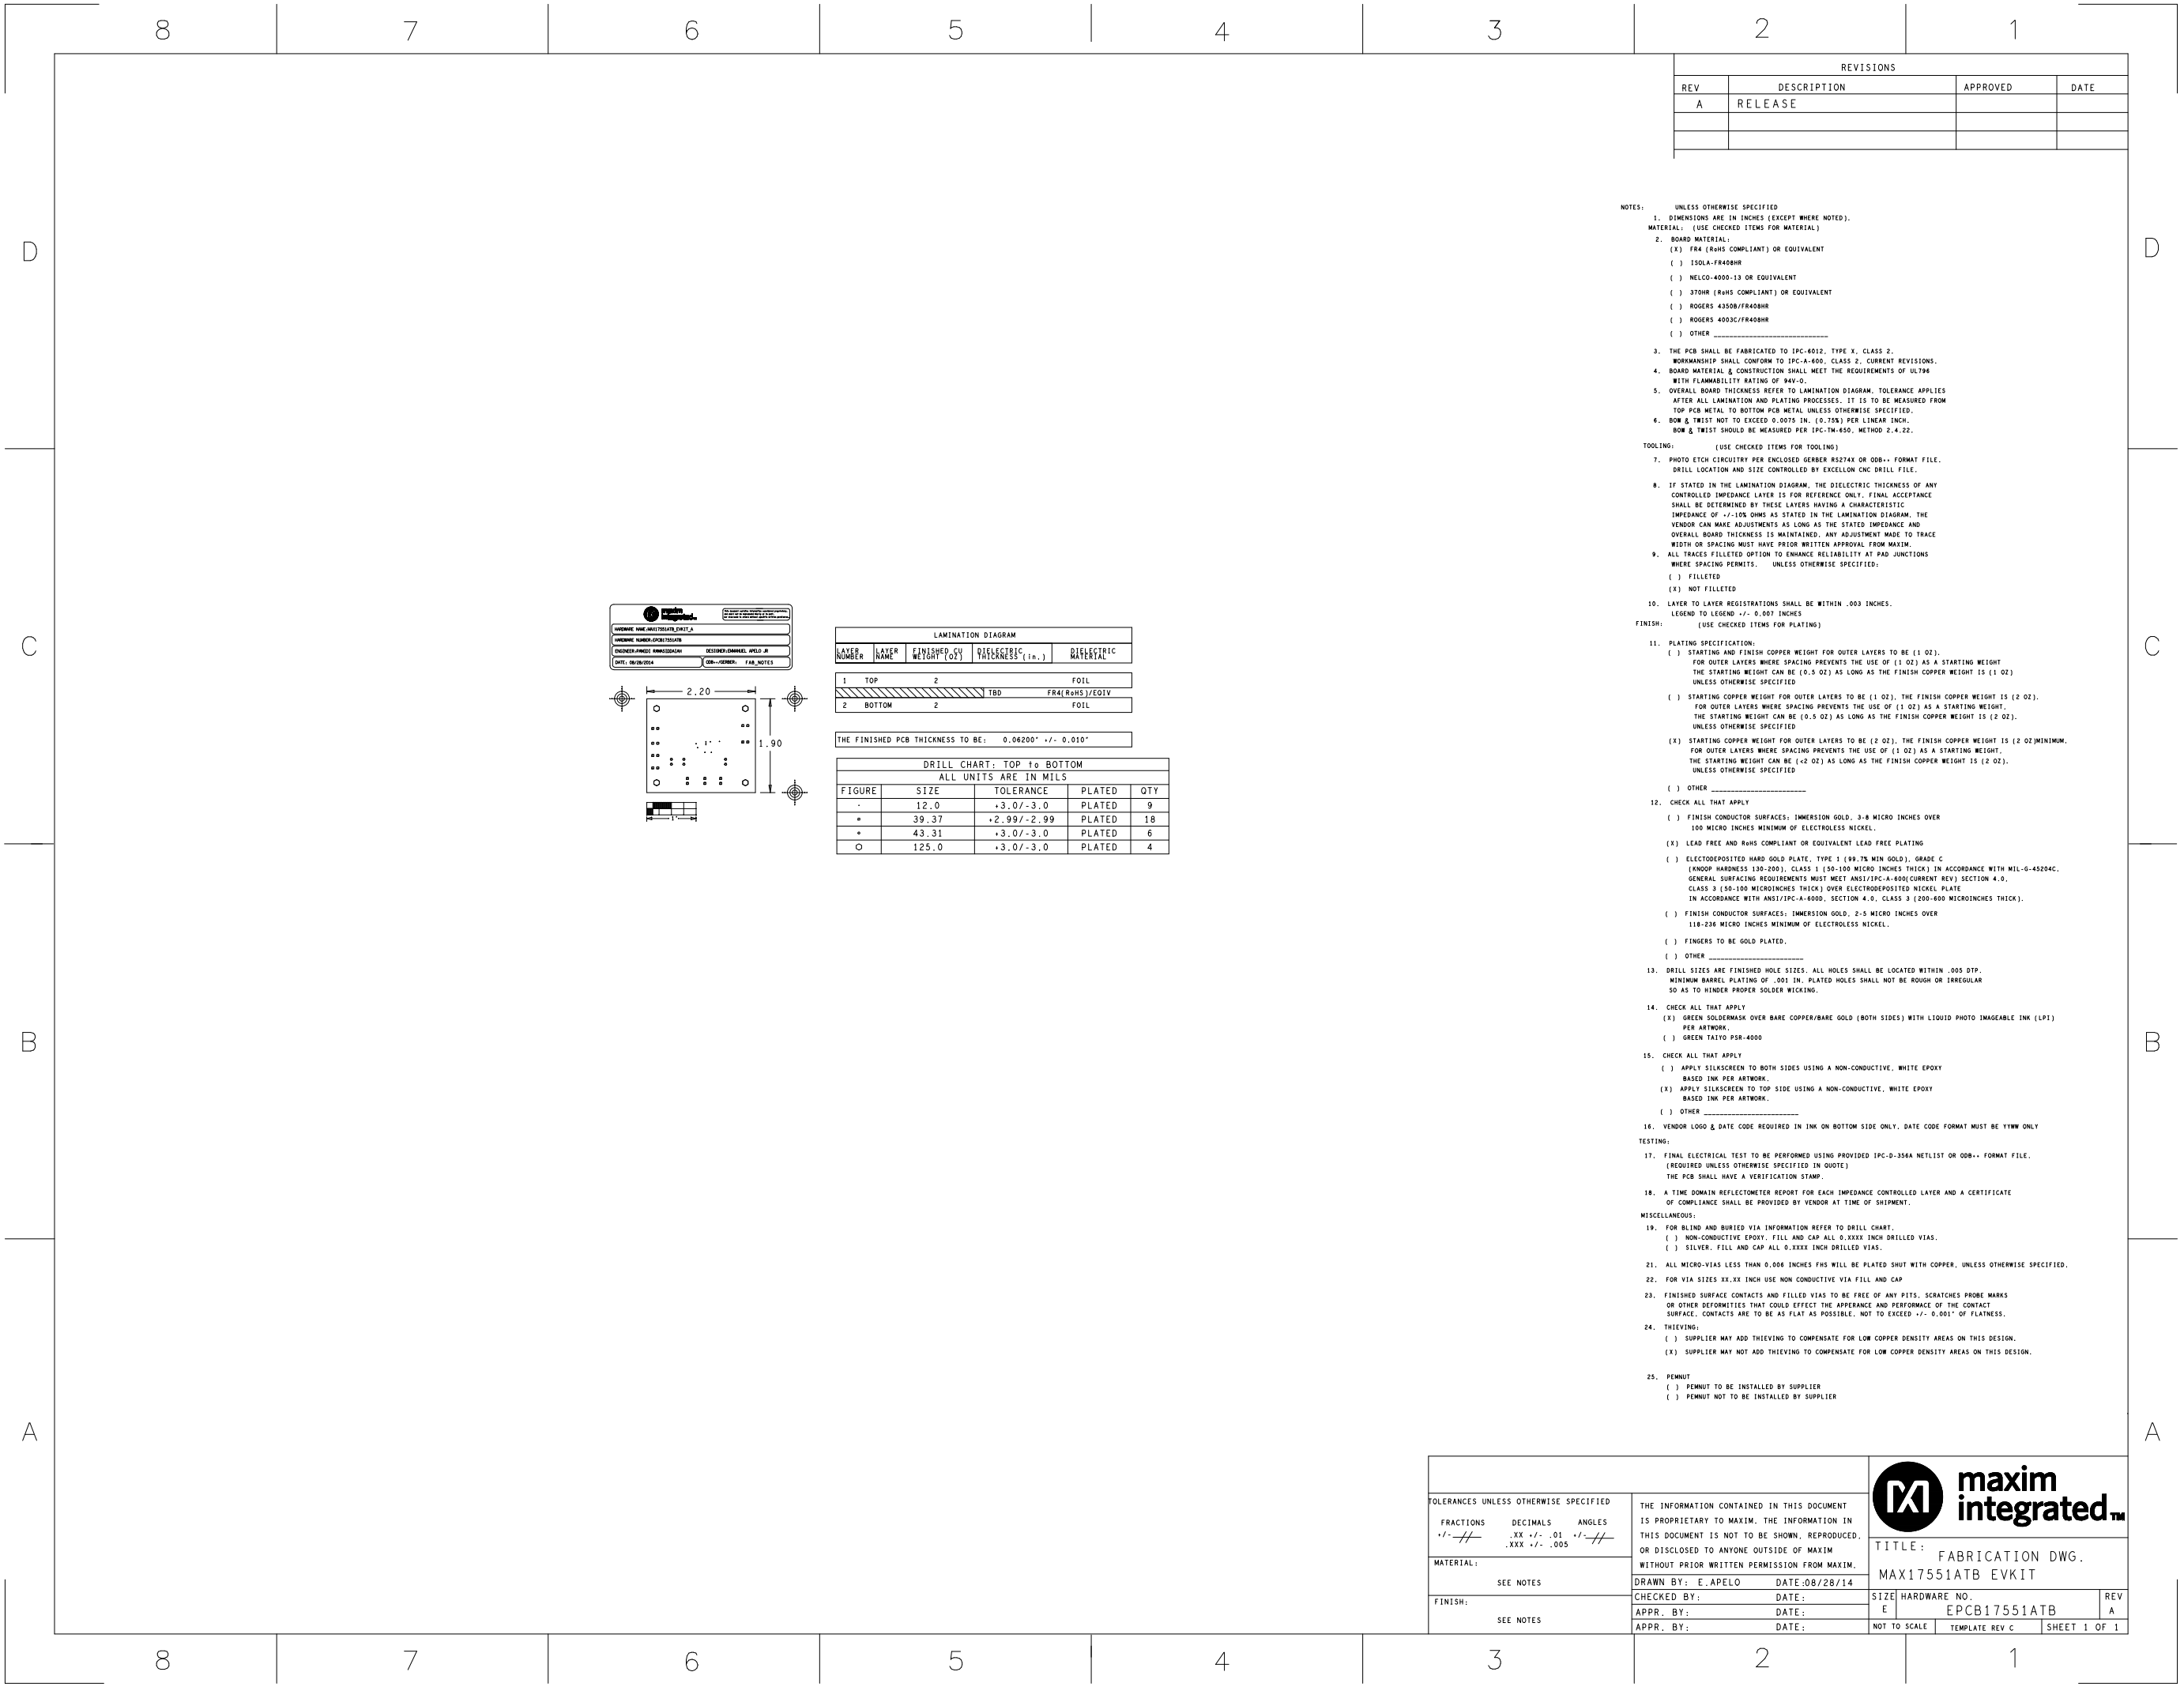 8 7 6 5 4 3 2 1
REVISIONS
REV DESCRIPTION APPROVED DATE
A RELEASE
NOTES: UNLESS OTHERWISE SPECIFIED
1. DIMENSIONS ARE IN INCHES (EXCEPT WHERE NOTED).
MATERIAL: (USE CHECKED ITEMS FOR MATERIAL)
2. BOARD MATERIAL:
(X) FR4 (RoHS COMPLIANT) OR EQUIVALENT
( ) ISOLA-FR408HR
( ) NELCO-4000-13 OR EQUIVALENT
( ) 370HR (RoHS COMPLIANT) OR EQUIVALENT
( ) ROGERS 4350B/FR408HR
( ) ROGERS 4003C/FR408HR
( ) OTHER ____________________________
3. THE PCB SHALL BE FABRICATED TO IPC-6012, TYPE X, CLASS 2.
WORKMANSHIP SHALL CONFORM TO IPC-A-600, CLASS 2, CURRENT REVISIONS.
4. BOARD MATERIAL & CONSTRUCTION SHALL MEET THE REQUIREMENTS OF UL796
WITH FLAMMABILITY RATING OF 94V-0.
5. OVERALL BOARD THICKNESS REFER TO LAMINATION DIAGRAM, TOLERANCE APPLIES
AFTER ALL LAMINATION AND PLATING PROCESSES. IT IS TO BE MEASURED FROM
TOP PCB METAL TO BOTTOM PCB METAL UNLESS OTHERWISE SPECIFIED.
6. BOW & TWIST NOT TO EXCEED 0.0075 IN. (0.75%) PER LINEAR INCH.
BOW & TWIST SHOULD BE MEASURED PER IPC-TM-650, METHOD 2.4.22.
TOOLING: (USE CHECKED ITEMS FOR TOOLING)
7. PHOTO ETCH CIRCUITRY PER ENCLOSED GERBER RS274X OR ODB++ FORMAT FILE.
DRILL LOCATION AND SIZE CONTROLLED BY EXCELLON CNC DRILL FILE.
8. IF STATED IN THE LAMINATION DIAGRAM, THE DIELECTRIC THICKNESS OF ANY
CONTROLLED IMPEDANCE LAYER IS FOR REFERENCE ONLY. FINAL ACCEPTANCE
SHALL BE DETERMINED BY THESE LAYERS HAVING A CHARACTERISTIC
IMPEDANCE OF +/-10% OHMS AS STATED IN THE LAMINATION DIAGRAM, THE
VENDOR CAN MAKE ADJUSTMENTS AS LONG AS THE STATED IMPEDANCE AND
OVERALL BOARD THICKNESS IS MAINTAINED. ANY ADJUSTMENT MADE TO TRACE
WIDTH OR SPACING MUST HAVE PRIOR WRITTEN APPROVAL FROM MAXIM.
9. ALL TRACES FILLETED OPTION TO ENHANCE RELIABILITY AT PAD JUNCTIONS
WHERE SPACING PERMITS. UNLESS OTHERWISE SPECIFIED:
( ) FILLETED
(X) NOT FILLETED
10. LAYER TO LAYER REGISTRATIONS SHALL BE WITHIN .003 INCHES.
LEGEND TO LEGEND +/- 0.007 INCHES
FINISH: (USE CHECKED ITEMS FOR PLATING)
11. PLATING SPECIFICATION:
( ) STARTING AND FINISH COPPER WEIGHT FOR OUTER LAYERS TO BE (1 OZ).
FOR OUTER LAYERS WHERE SPACING PREVENTS THE USE OF (1 OZ) AS A STARTING WEIGHT
THE STARTING WEIGHT CAN BE (0.5 OZ) AS LONG AS THE FINISH COPPER WEIGHT IS (1 OZ)
UNLESS OTHERWISE SPECIFIED
( ) STARTING COPPER WEIGHT FOR OUTER LAYERS TO BE (1 OZ), THE FINISH COPPER WEIGHT IS (2 OZ).
FOR OUTER LAYERS WHERE SPACING PREVENTS THE USE OF (1 OZ) AS A STARTING WEIGHT,
THE STARTING WEIGHT CAN BE (0.5 OZ) AS LONG AS THE FINISH COPPER WEIGHT IS (2 OZ).
UNLESS OTHERWISE SPECIFIED
(X) STARTING COPPER WEIGHT FOR OUTER LAYERS TO BE (2 OZ), THE FINISH COPPER WEIGHT IS (2 OZ)MINIMUM.
FOR OUTER LAYERS WHERE SPACING PREVENTS THE USE OF (1 OZ) AS A STARTING WEIGHT,
THE STARTING WEIGHT CAN BE (<2 OZ) AS LONG AS THE FINISH COPPER WEIGHT IS (2 OZ).
UNLESS OTHERWISE SPECIFIED
( ) OTHER _______________________
12. CHECK ALL THAT APPLY
( ) FINISH CONDUCTOR SURFACES: IMMERSION GOLD, 3-8 MICRO INCHES OVER
100 MICRO INCHES MINIMUM OF ELECTROLESS NICKEL.
(X) LEAD FREE AND RoHS COMPLIANT OR EQUIVALENT LEAD FREE PLATING
( ) ELECTODEPOSITED HARD GOLD PLATE, TYPE I (99.7% MIN GOLD), GRADE C
(KNOOP HARDNESS 130-200), CLASS 1 (50-100 MICRO INCHES THICK) IN ACCORDANCE WITH MIL-G-45204C.
GENERAL SURFACING REQUIREMENTS MUST MEET ANSI/IPC-A-600(CURRENT REV) SECTION 4.0,
CLASS 3 (50-100 MICROINCHES THICK) OVER ELECTRODEPOSITED NICKEL PLATE
IN ACCORDANCE WITH ANSI/IPC-A-600D, SECTION 4.0, CLASS 3 (200-600 MICROINCHES THICK).
( ) FINISH CONDUCTOR SURFACES: IMMERSION GOLD, 2-5 MICRO INCHES OVER
118-236 MICRO INCHES MINIMUM OF ELECTROLESS NICKEL.
( ) FINGERS TO BE GOLD PLATED.
( ) OTHER _______________________
13. DRILL SIZES ARE FINISHED HOLE SIZES. ALL HOLES SHALL BE LOCATED WITHIN .005 DTP.
MINIMUM BARREL PLATING OF .001 IN. PLATED HOLES SHALL NOT BE ROUGH OR IRREGULAR
SO AS TO HINDER PROPER SOLDER WICKING.
14. CHECK ALL THAT APPLY
(X) GREEN SOLDERMASK OVER BARE COPPER/BARE GOLD (BOTH SIDES) WITH LIQUID PHOTO IMAGEABLE INK (LPI)
PER ARTWORK.
( ) GREEN TAIYO PSR-4000
15. CHECK ALL THAT APPLY
( ) APPLY SILKSCREEN TO BOTH SIDES USING A NON-CONDUCTIVE, WHITE EPOXY
BASED INK PER ARTWORK.
(X) APPLY SILKSCREEN TO TOP SIDE USING A NON-CONDUCTIVE, WHITE EPOXY
BASED INK PER ARTWORK.
( ) OTHER _______________________
16. VENDOR LOGO & DATE CODE REQUIRED IN INK ON BOTTOM SIDE ONLY. DATE CODE FORMAT MUST BE YYWW ONLY
TESTING:
17. FINAL ELECTRICAL TEST TO BE PERFORMED USING PROVIDED IPC-D-356A NETLIST OR ODB++ FORMAT FILE.
(REQUIRED UNLESS OTHERWISE SPECIFIED IN QUOTE)
THE PCB SHALL HAVE A VERIFICATION STAMP.
18. A TIME DOMAIN REFLECTOMETER REPORT FOR EACH IMPEDANCE CONTROLLED LAYER AND A CERTIFICATE
OF COMPLIANCE SHALL BE PROVIDED BY VENDOR AT TIME OF SHIPMENT.
MISCELLANEOUS:
19. FOR BLIND AND BURIED VIA INFORMATION REFER TO DRILL CHART.
( ) NON-CONDUCTIVE EPOXY. FILL AND CAP ALL 0.XXXX INCH DRILLED VIAS.
( ) SILVER. FILL AND CAP ALL 0.XXXX INCH DRILLED VIAS.
21. ALL MICRO-VIAS LESS THAN 0.006 INCHES FHS WILL BE PLATED SHUT WITH COPPER, UNLESS OTHERWISE SPECIFIED.
22. FOR VIA SIZES XX.XX INCH USE NON CONDUCTIVE VIA FILL AND CAP
23. FINISHED SURFACE CONTACTS AND FILLED VIAS TO BE FREE OF ANY PITS, SCRATCHES PROBE MARKS
OR OTHER DEFORMITIES THAT COULD EFFECT THE APPERANCE AND PERFORMACE OF THE CONTACT
SURFACE. CONTACTS ARE TO BE AS FLAT AS POSSIBLE, NOT TO EXCEED +/- 0.001" OF FLATNESS.
24. THIEVING:
( ) SUPPLIER MAY ADD THIEVING TO COMPENSATE FOR LOW COPPER DENSITY AREAS ON THIS DESIGN.
(X) SUPPLIER MAY NOT ADD THIEVING TO COMPENSATE FOR LOW COPPER DENSITY AREAS ON THIS DESIGN.
25. PEMNUT
( ) PEMNUT TO BE INSTALLED BY SUPPLIER
( ) PEMNUT NOT TO BE INSTALLED BY SUPPLIER
D D
C C
B B
A A
maxim integrated™
HARDWARE NAME:MAX17551ATB_EVKIT_A
HARDWARE NUMBER:EPCB17551ATB
ENGINEER:PANEDI RAMASIDDAIAH DESIGNER:EMMANUEL APELO JR
DATE: 08/28/2014 ODB++/GERBER: FAB_NOTES
2.20
1.90
1"
LAMINATION DIAGRAM
LAYER NUMBER LAYER NAME FINISHED CU WEIGHT (OZ) DIELECTRIC THICKNESS (in.) DIELECTRIC MATERIAL
1 TOP 2 FOIL
TBD FR4(RoHS)/EQIV
2 BOTTOM 2 FOIL
THE FINISHED PCB THICKNESS TO BE: 0.06200" +/- 0.010"
DRILL CHART: TOP to BOTTOM
ALL UNITS ARE IN MILS
FIGURE SIZE TOLERANCE PLATED QTY
12.0 +3.0/-3.0 PLATED 9
39.37 +2.99/-2.99 PLATED 18
43.31 +3.0/-3.0 PLATED 6
125.0 +3.0/-3.0 PLATED 4
TOLERANCES UNLESS OTHERWISE SPECIFIED
FRACTIONS DECIMALS ANGLES
+/- .XX +/- .01 +/-
.XXX +/- .005
MATERIAL:
SEE NOTES
FINISH:
SEE NOTES
THE INFORMATION CONTAINED IN THIS DOCUMENT
IS PROPRIETARY TO MAXIM. THE INFORMATION IN
THIS DOCUMENT IS NOT TO BE SHOWN, REPRODUCED,
OR DISCLOSED TO ANYONE OUTSIDE OF MAXIM
WITHOUT PRIOR WRITTEN PERMISSION FROM MAXIM.
DRAWN BY: E.APELO DATE:08/28/14
CHECKED BY: DATE:
APPR. BY: DATE:
APPR. BY: DATE:
maxim
integrated™
TITLE: FABRICATION DWG.
MAX17551ATB EVKIT
SIZE HARDWARE NO. REV
E EPCB17551ATB A
NOT TO SCALE TEMPLATE REV C SHEET 1 OF 1
8 7 6 5 4 3 2 1